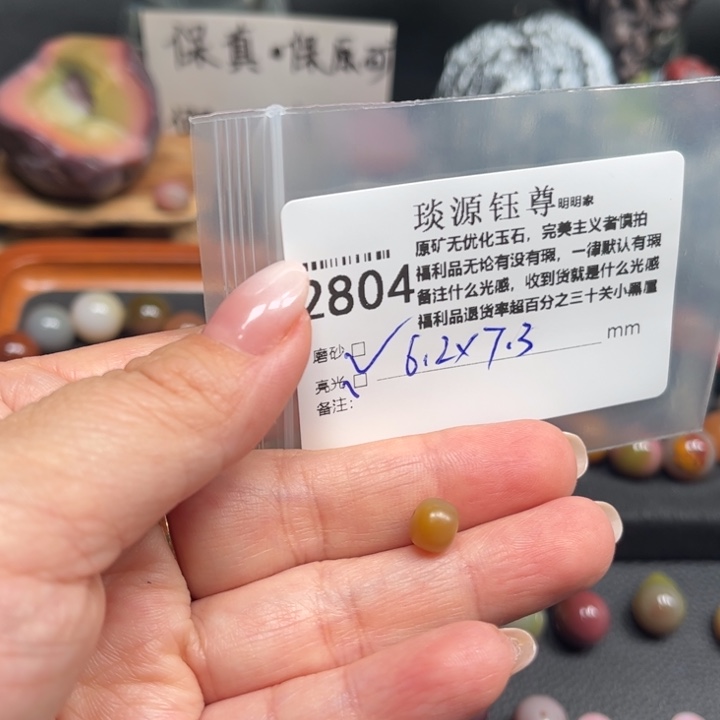 保真·保原矿
琰源钰尊 明明家
原矿无优化玉石，完美主义者慎拍
福利品无论有没有瑕，一律默认有瑕
备注什么光感，收到货就是什么光感
福利品退货率超百分之三十关小黑屋
2804
磨砂□
6.2×7.3 mm
亮光□
备注：